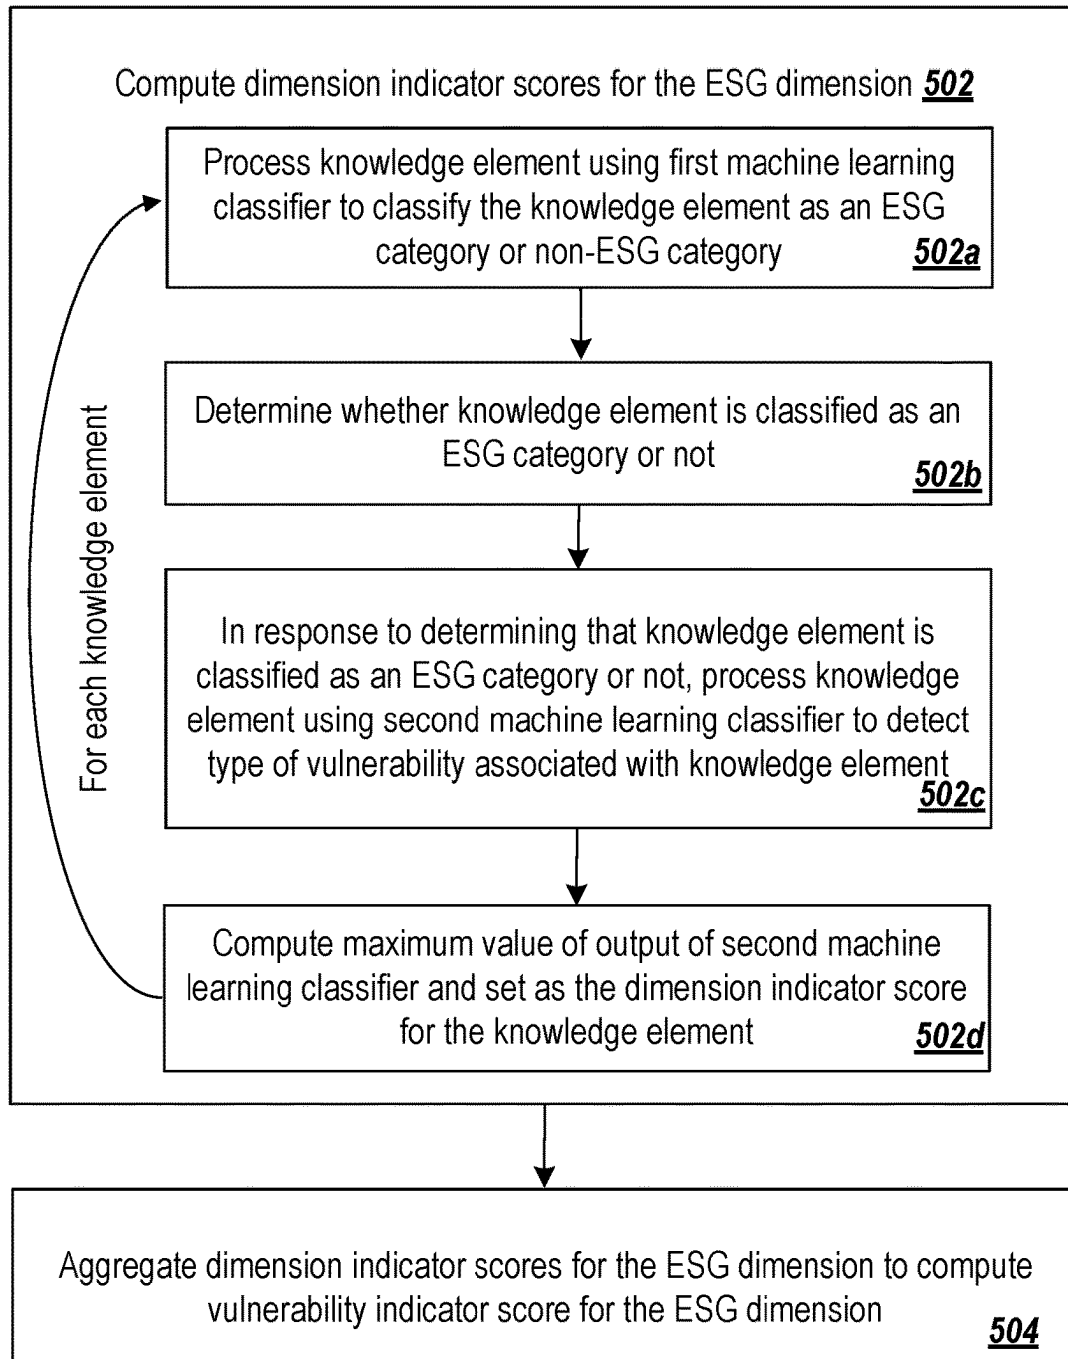 Compute dimension indicator scores for the ESG dimension 502
Process knowledge element using first machine learning
classifier to classify the knowledge element as an ESG
category or non-ESG category
502a
Determine whether knowledge element is classified as an
ESG category or not
502b
In response to determining that knowledge element is
classified as an ESG category or not, process knowledge
element using second machine learning classifier to detect
type of vulnerability associated with knowledge element
502c
Compute maximum value of output of second machine
learning classifier and set as the dimension indicator score
for the knowledge element
502d
For each knowledge element
Aggregate dimension indicator scores for the ESG dimension to compute
vulnerability indicator score for the ESG dimension
504